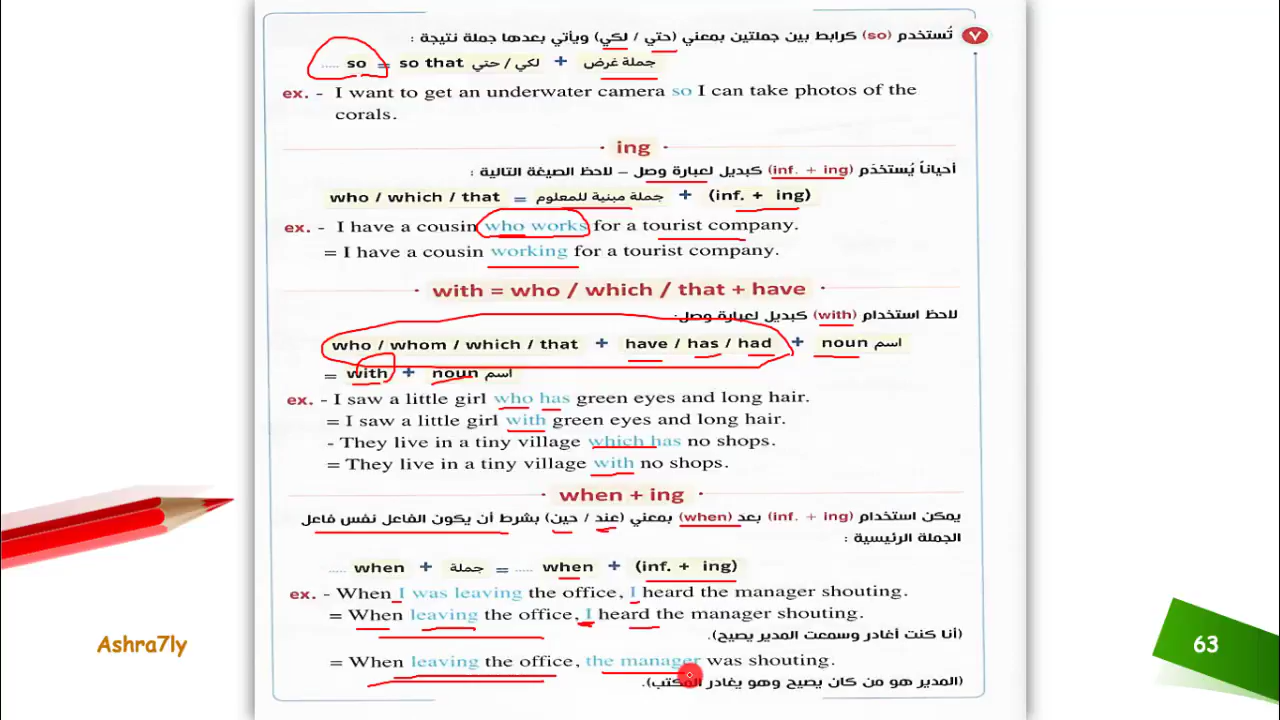 ٧ تُستخدم (so) كرابط بين جملتين بمعني (حتي / لكي) ويأتي بعدها جملة نتيجة :
..... so = so that لكي / حتي + جملة غرض
ex. - I want to get an underwater camera so I can take photos of the
corals.
· ing ·
أحياناً يُستخدَم (inf. + ing) كبديل لعبارة وصل – لاحظ الصيغة التالية :
who / which / that = جملة مبنية للمعلوم + (inf. + ing)
ex. - I have a cousin who works for a tourist company.
= I have a cousin working for a tourist company.
· with = who / which / that + have ·
لاحظ استخدام (with) كبديل لعبارة وصل:
who / whom / which / that + have / has / had + noun اسم
= with + noun اسم
ex. - I saw a little girl who has green eyes and long hair.
= I saw a little girl with green eyes and long hair.
- They live in a tiny village which has no shops.
= They live in a tiny village with no shops.
· when + ing ·
يمكن استخدام (inf. + ing) بعد (when) بمعني (عند / حين) بشرط أن يكون الفاعل نفس فاعل
الجملة الرئيسية :
..... when + جملة = ..... when + (inf. + ing)
ex. - When I was leaving the office, I heard the manager shouting.
= When leaving the office, I heard the manager shouting.
(أنا كنت أغادر وسمعت المدير يصيح).
= When leaving the office, the manager was shouting.
(المدير هو من كان يصيح وهو يغادر المكتب).
Ashra7ly
63